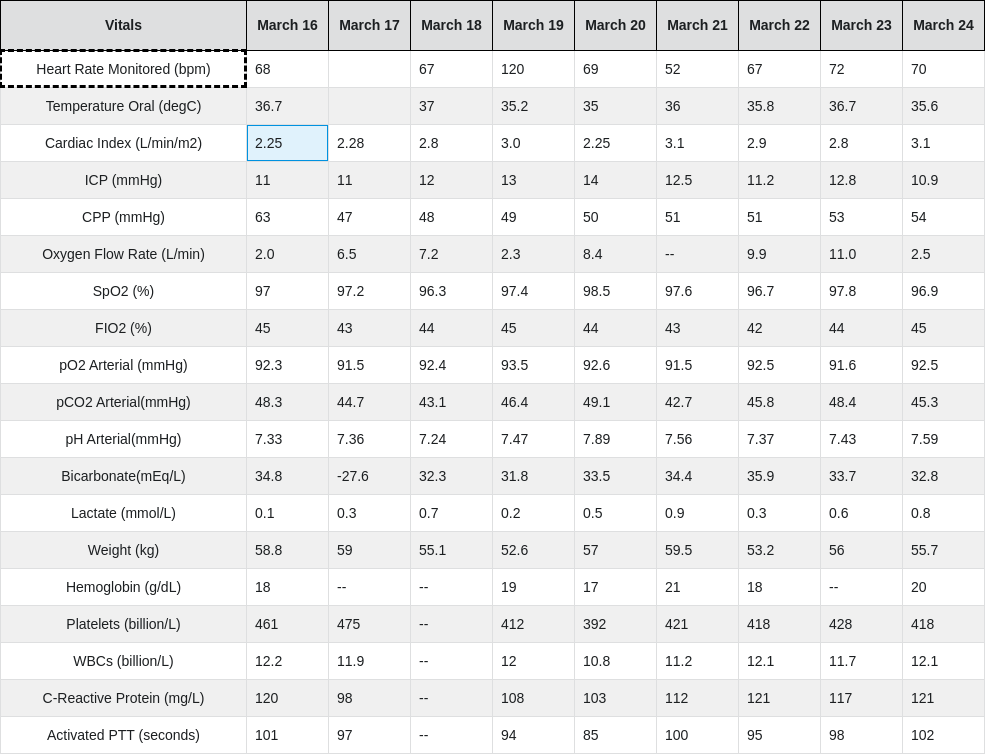 Vitals March 16 March 17 March 18 March 19 March 20 March 21 March 22 March 23 March 24
Heart Rate Monitored (bpm) 68 67 120 69 52 67 72 70
Temperature Oral (degC) 36.7 37 35.2 35 36 35.8 36.7 35.6
Cardiac Index (L/min/m2) 2.25 2.28 2.8 3.0 2.25 3.1 2.9 2.8 3.1
ICP (mmHg) 11 11 12 13 14 12.5 11.2 12.8 10.9
CPP (mmHg) 63 47 48 49 50 51 51 53 54
Oxygen Flow Rate (L/min) 2.0 6.5 7.2 2.3 8.4 -- 9.9 11.0 2.5
SpO2 (%) 97 97.2 96.3 97.4 98.5 97.6 96.7 97.8 96.9
FIO2 (%) 45 43 44 45 44 43 42 44 45
pO2 Arterial (mmHg) 92.3 91.5 92.4 93.5 92.6 91.5 92.5 91.6 92.5
pCO2 Arterial(mmHg) 48.3 44.7 43.1 46.4 49.1 42.7 45.8 48.4 45.3
pH Arterial(mmHg) 7.33 7.36 7.24 7.47 7.89 7.56 7.37 7.43 7.59
Bicarbonate(mEq/L) 34.8 -27.6 32.3 31.8 33.5 34.4 35.9 33.7 32.8
Lactate (mmol/L) 0.1 0.3 0.7 0.2 0.5 0.9 0.3 0.6 0.8
Weight (kg) 58.8 59 55.1 52.6 57 59.5 53.2 56 55.7
Hemoglobin (g/dL) 18 -- -- 19 17 21 18 -- 20
Platelets (billion/L) 461 475 -- 412 392 421 418 428 418
WBCs (billion/L) 12.2 11.9 -- 12 10.8 11.2 12.1 11.7 12.1
C-Reactive Protein (mg/L) 120 98 -- 108 103 112 121 117 121
Activated PTT (seconds) 101 97 -- 94 85 100 95 98 102